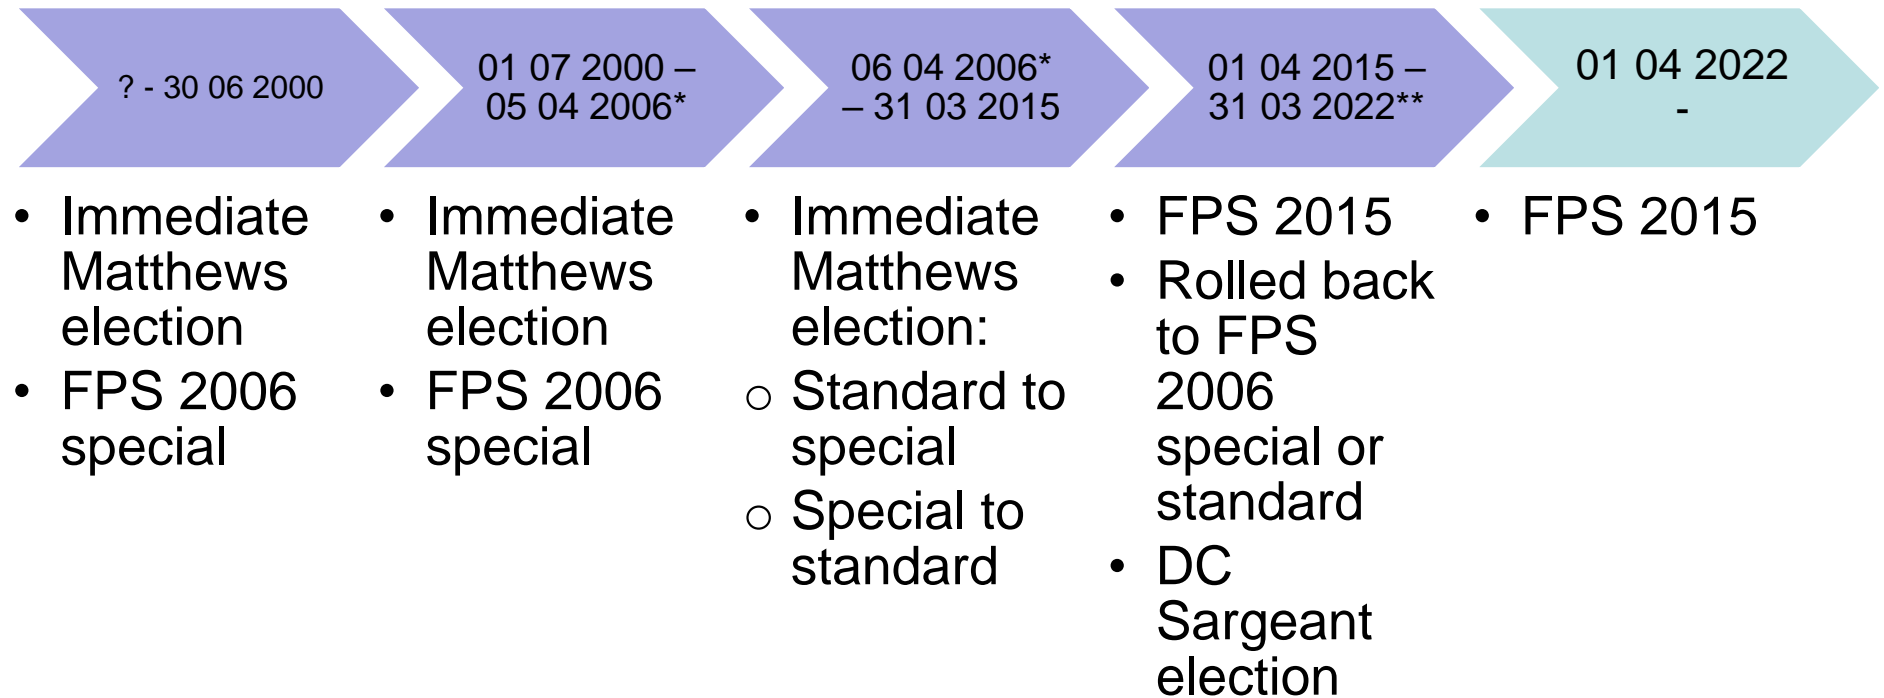 ? - 30 06 2000
01 07 2000 –
05 04 2006*
06 04 2006*
– 31 03 2015
01 04 2015 –
31 03 2022**
01 04 2022
-
• Immediate
Matthews
election
• FPS 2006
special
• Immediate
Matthews
election
• FPS 2006
special
• Immediate
Matthews
election:
o Standard to
special
o Special to
standard
• FPS 2015
• Rolled back
to FPS
2006
special or
standard
• DC
Sargeant
election
• FPS 2015